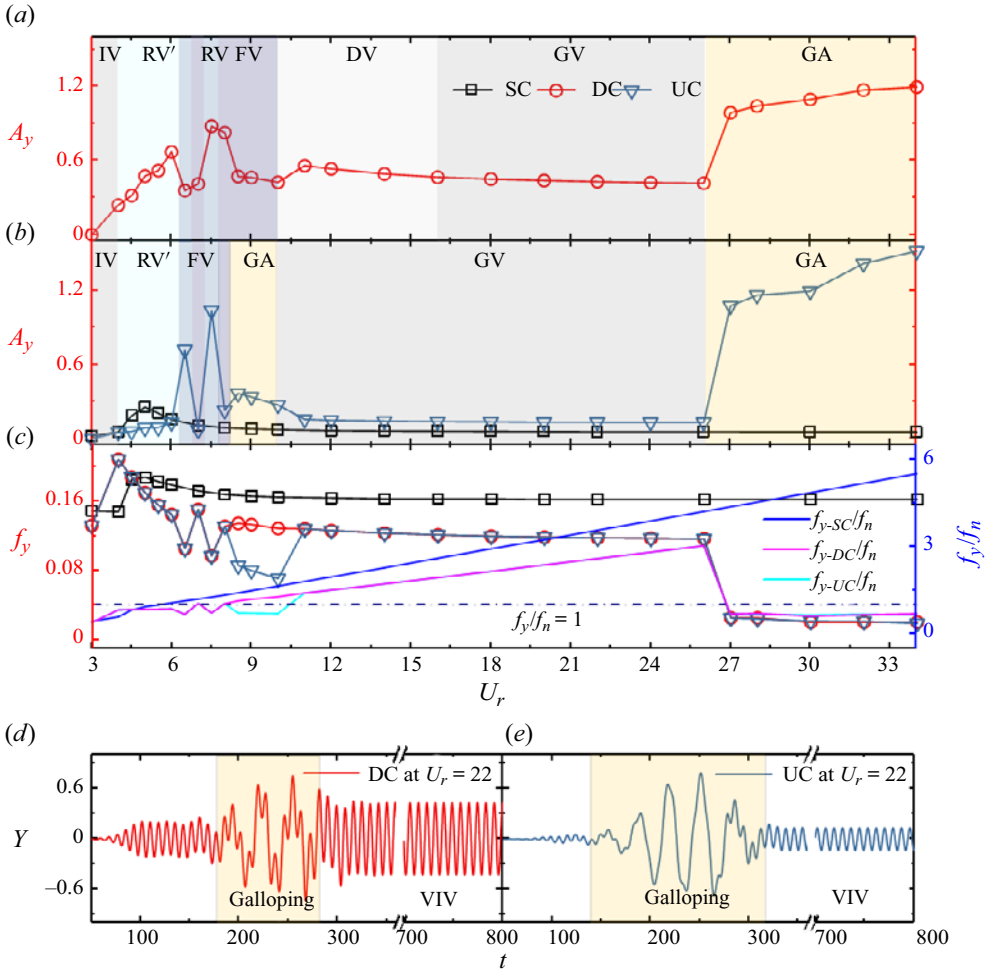 (a)
IV RV′ RV FV DV GV GA
SC DC UC
1.2
A_y
0.6
0
(b)
IV RV′ FV GA GV GA
1.2
A_y
0.6
0
(c)
6
0.16
f_y-SC/f_n
f_y
3
f_y/f_n
f_y-DC/f_n
0.08
f_y-UC/f_n
f_y/f_n = 1
0
0
3 6 9 12 15 18 21 24 27 30 33
U_r
(d)
(e)
DC at U_r = 22
UC at U_r = 22
0.6
Y
0
−0.6
Galloping VIV Galloping VIV
100 200 300 700 800 100 200 300 700 800
t